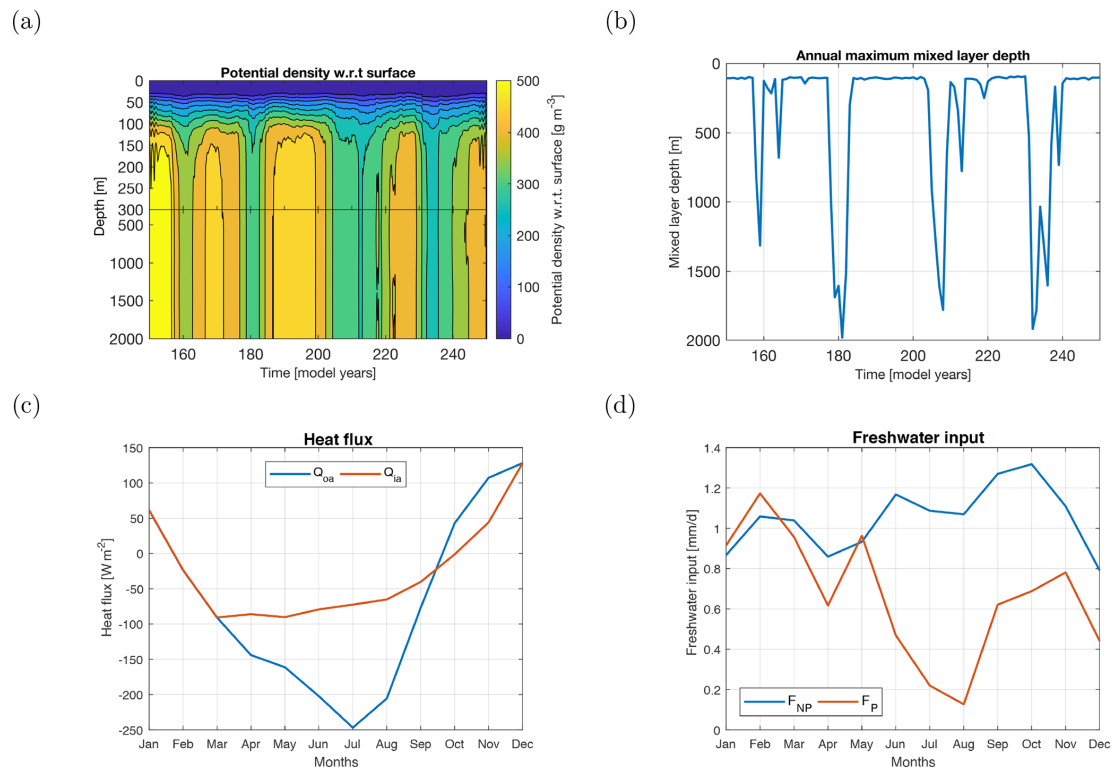 (a)
Potential density w.r.t surface
0
50
100
150
200
250
300
500
1000
1500
2000
Depth [m]
160
180
200
220
240
Time [model years]
500
400
300
200
100
0
Potential density w.r.t. surface [g m-3]
(b)
Annual maximum mixed layer depth
0
500
1000
1500
2000
Mixed layer depth [m]
160
180
200
220
240
Time [model years]
(c)
Heat flux
150
100
50
0
-50
-100
-150
-200
-250
Heat flux [W m-2]
Qoa Qia
Jan Feb Mar Apr May Jun Jul Aug Sep Oct Nov Dec
Months
(d)
Freshwater input
1.4
1.2
1
0.8
0.6
0.4
0.2
0
Freshwater input [mm/d]
FNP FP
Jan Feb Mar Apr May Jun Jul Aug Sep Oct Nov Dec
Months